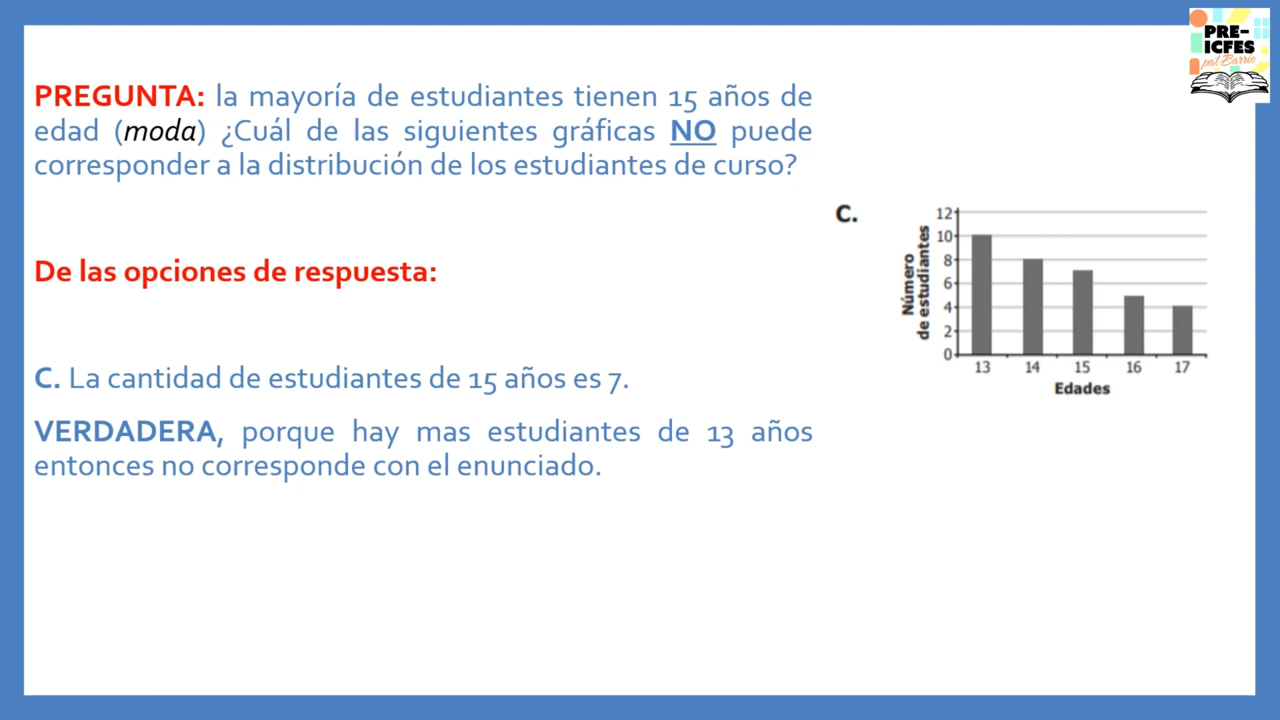 PRE-
ICFES
pal Barrio
PREGUNTA: la mayoría de estudiantes tienen 15 años de
edad (moda) ¿Cuál de las siguientes gráficas NO puede
corresponder a la distribución de los estudiantes de curso?
De las opciones de respuesta:
C. La cantidad de estudiantes de 15 años es 7.
VERDADERA, porque hay mas estudiantes de 13 años
entonces no corresponde con el enunciado.
C.
Número
de estudiantes
12
10
8
6
4
2
0
13 14 15 16 17
Edades